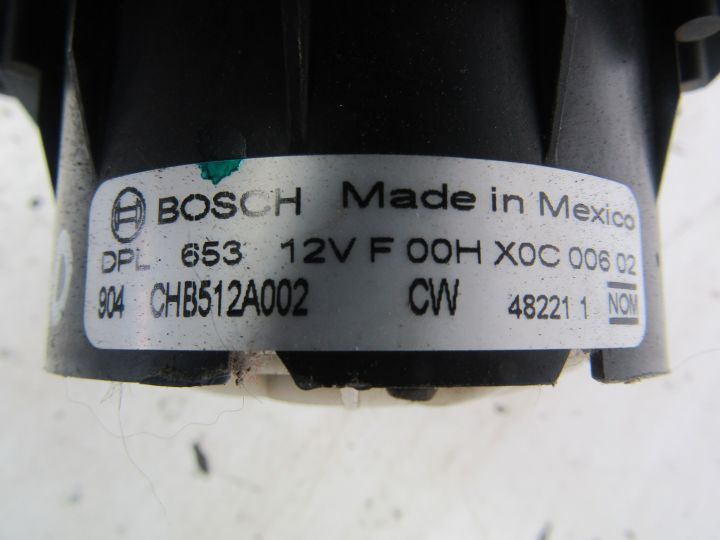 BOSCH Made in Mexico
DPL 653 12V F 00H X0C 006 02
904 CHB512A002 CW 48221 1 NOM